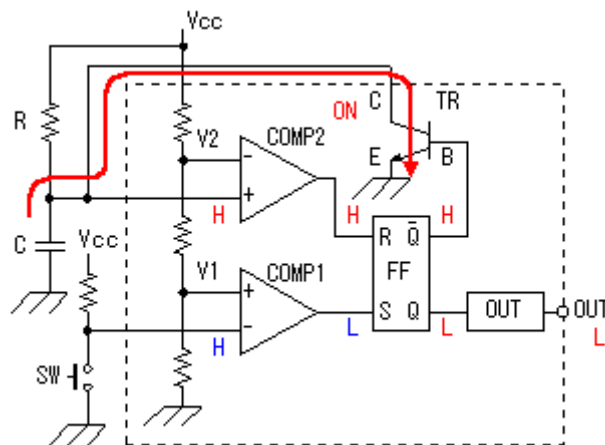 Vcc
C
TR
ON
R
V2
COMP2
E
B
-
+
H
H
H
C
Vcc
R
Q̅
FF
V1
COMP1
+
-
S
Q
OUT
OUT
H
L
L
L
SW